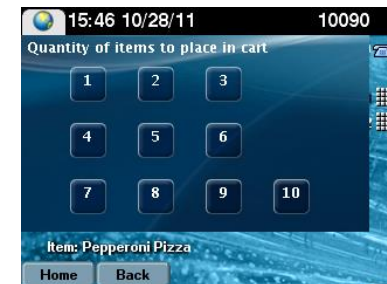 15:46 10/28/11 10090
Quantity of items to place in cart
1 2 3
4 5 6
7 8 9 10
Item: Pepperoni Pizza
Home Back